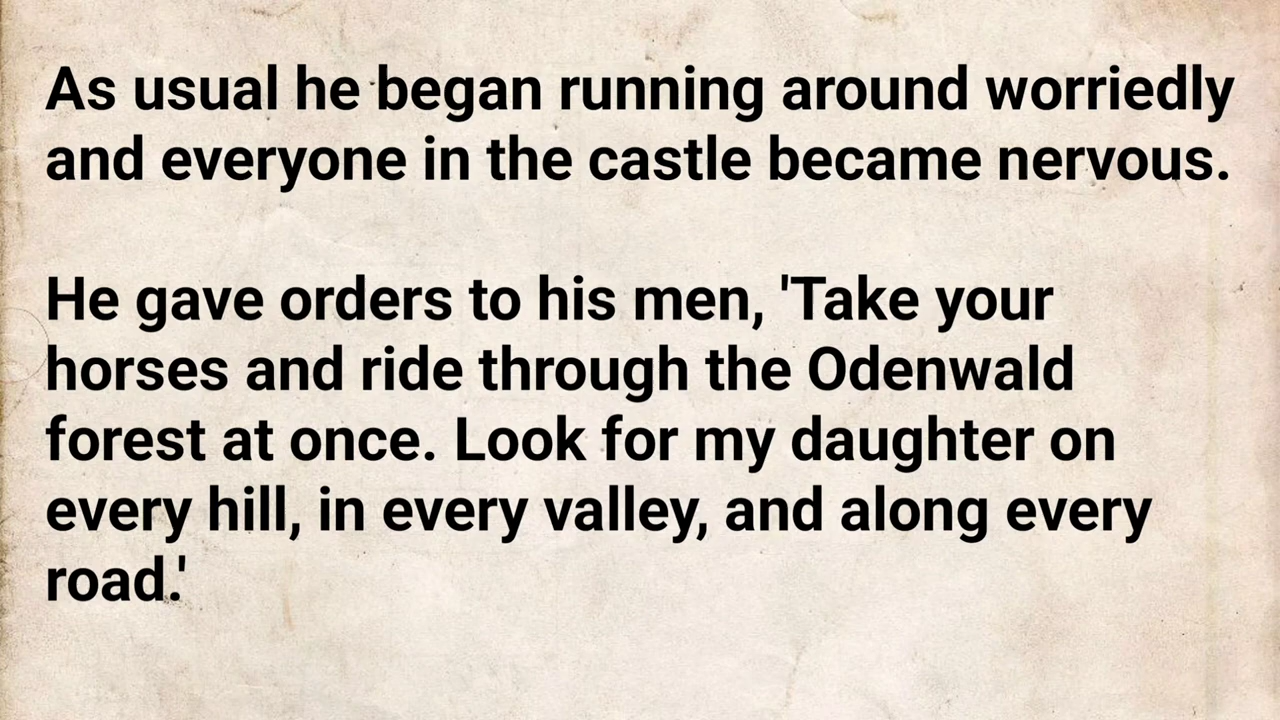 As usual he began running around worriedly
and everyone in the castle became nervous.
He gave orders to his men, 'Take your
horses and ride through the Odenwald
forest at once. Look for my daughter on
every hill, in every valley, and along every
road.'